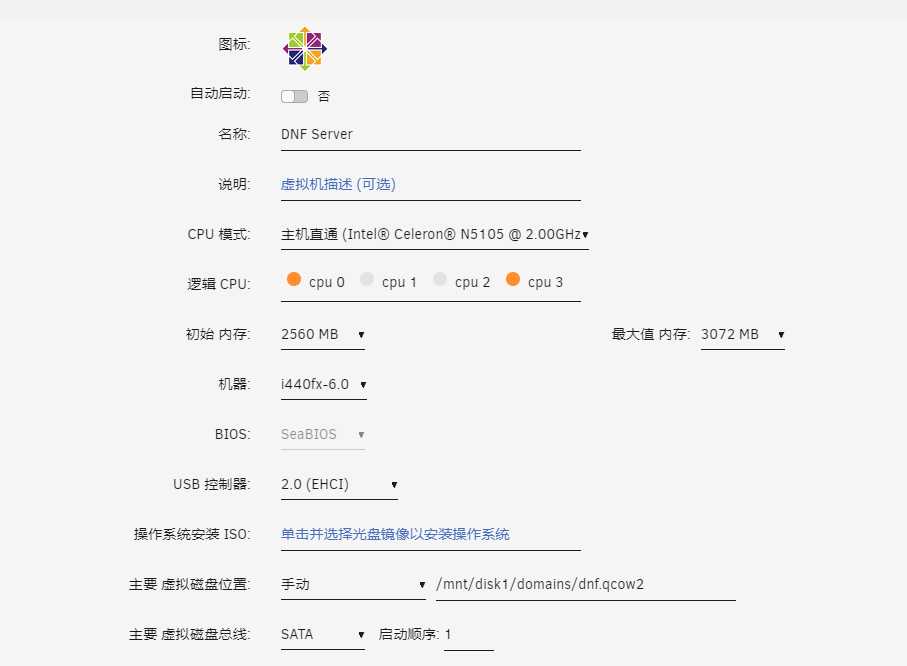 图标:
自动启动: 否
名称: DNF Server
说明: 虚拟机描述 (可选)
CPU 模式: 主机直通 (Intel® Celeron® N5105 @ 2.00GHz
逻辑 CPU: cpu 0 cpu 1 cpu 2 cpu 3
初始 内存: 2560 MB 最大值 内存: 3072 MB
机器: i440fx-6.0
BIOS: SeaBIOS
USB 控制器: 2.0 (EHCI)
操作系统安装 ISO: 单击并选择光盘镜像以安装操作系统
主要 虚拟磁盘位置: 手动 /mnt/disk1/domains/dnf.qcow2
主要 虚拟磁盘总线: SATA 启动顺序: 1